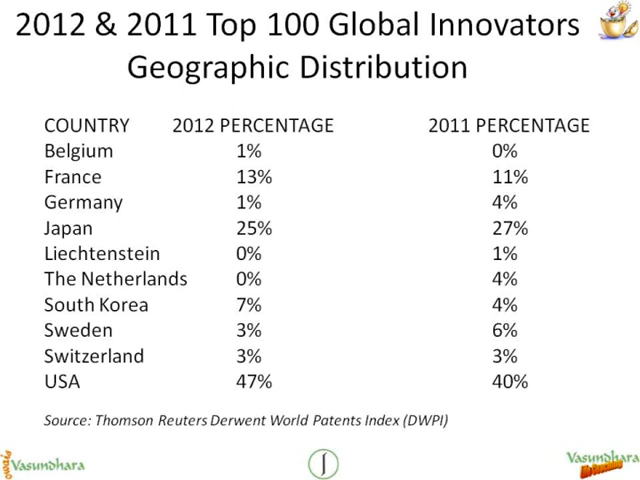 2012 & 2011 Top 100 Global Innovators
Geographic Distribution
COUNTRY 2012 PERCENTAGE 2011 PERCENTAGE
Belgium 1% 0%
France 13% 11%
Germany 1% 4%
Japan 25% 27%
Liechtenstein 0% 1%
The Netherlands 0% 4%
South Korea 7% 4%
Sweden 3% 6%
Switzerland 3% 3%
USA 47% 40%
Source: Thomson Reuters Derwent World Patents Index (DWPI)
Vasundhara
Vasundhara